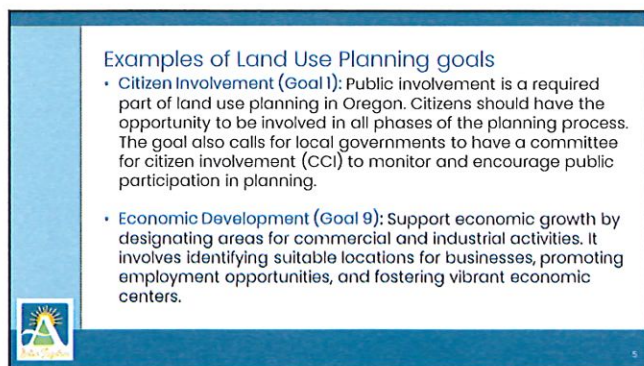 Examples of Land Use Planning goals
• Citizen Involvement (Goal 1): Public involvement is a required
part of land use planning in Oregon. Citizens should have the
opportunity to be involved in all phases of the planning process.
The goal also calls for local governments to have a committee
for citizen involvement (CCI) to monitor and encourage public
participation in planning.
• Economic Development (Goal 9): Support economic growth by
designating areas for commercial and industrial activities. It
involves identifying suitable locations for businesses, promoting
employment opportunities, and fostering vibrant economic
centers.
5